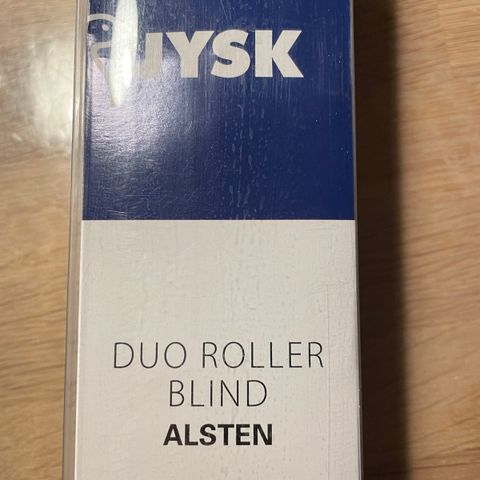 JYSK
DUO ROLLER
BLIND
ALSTEN